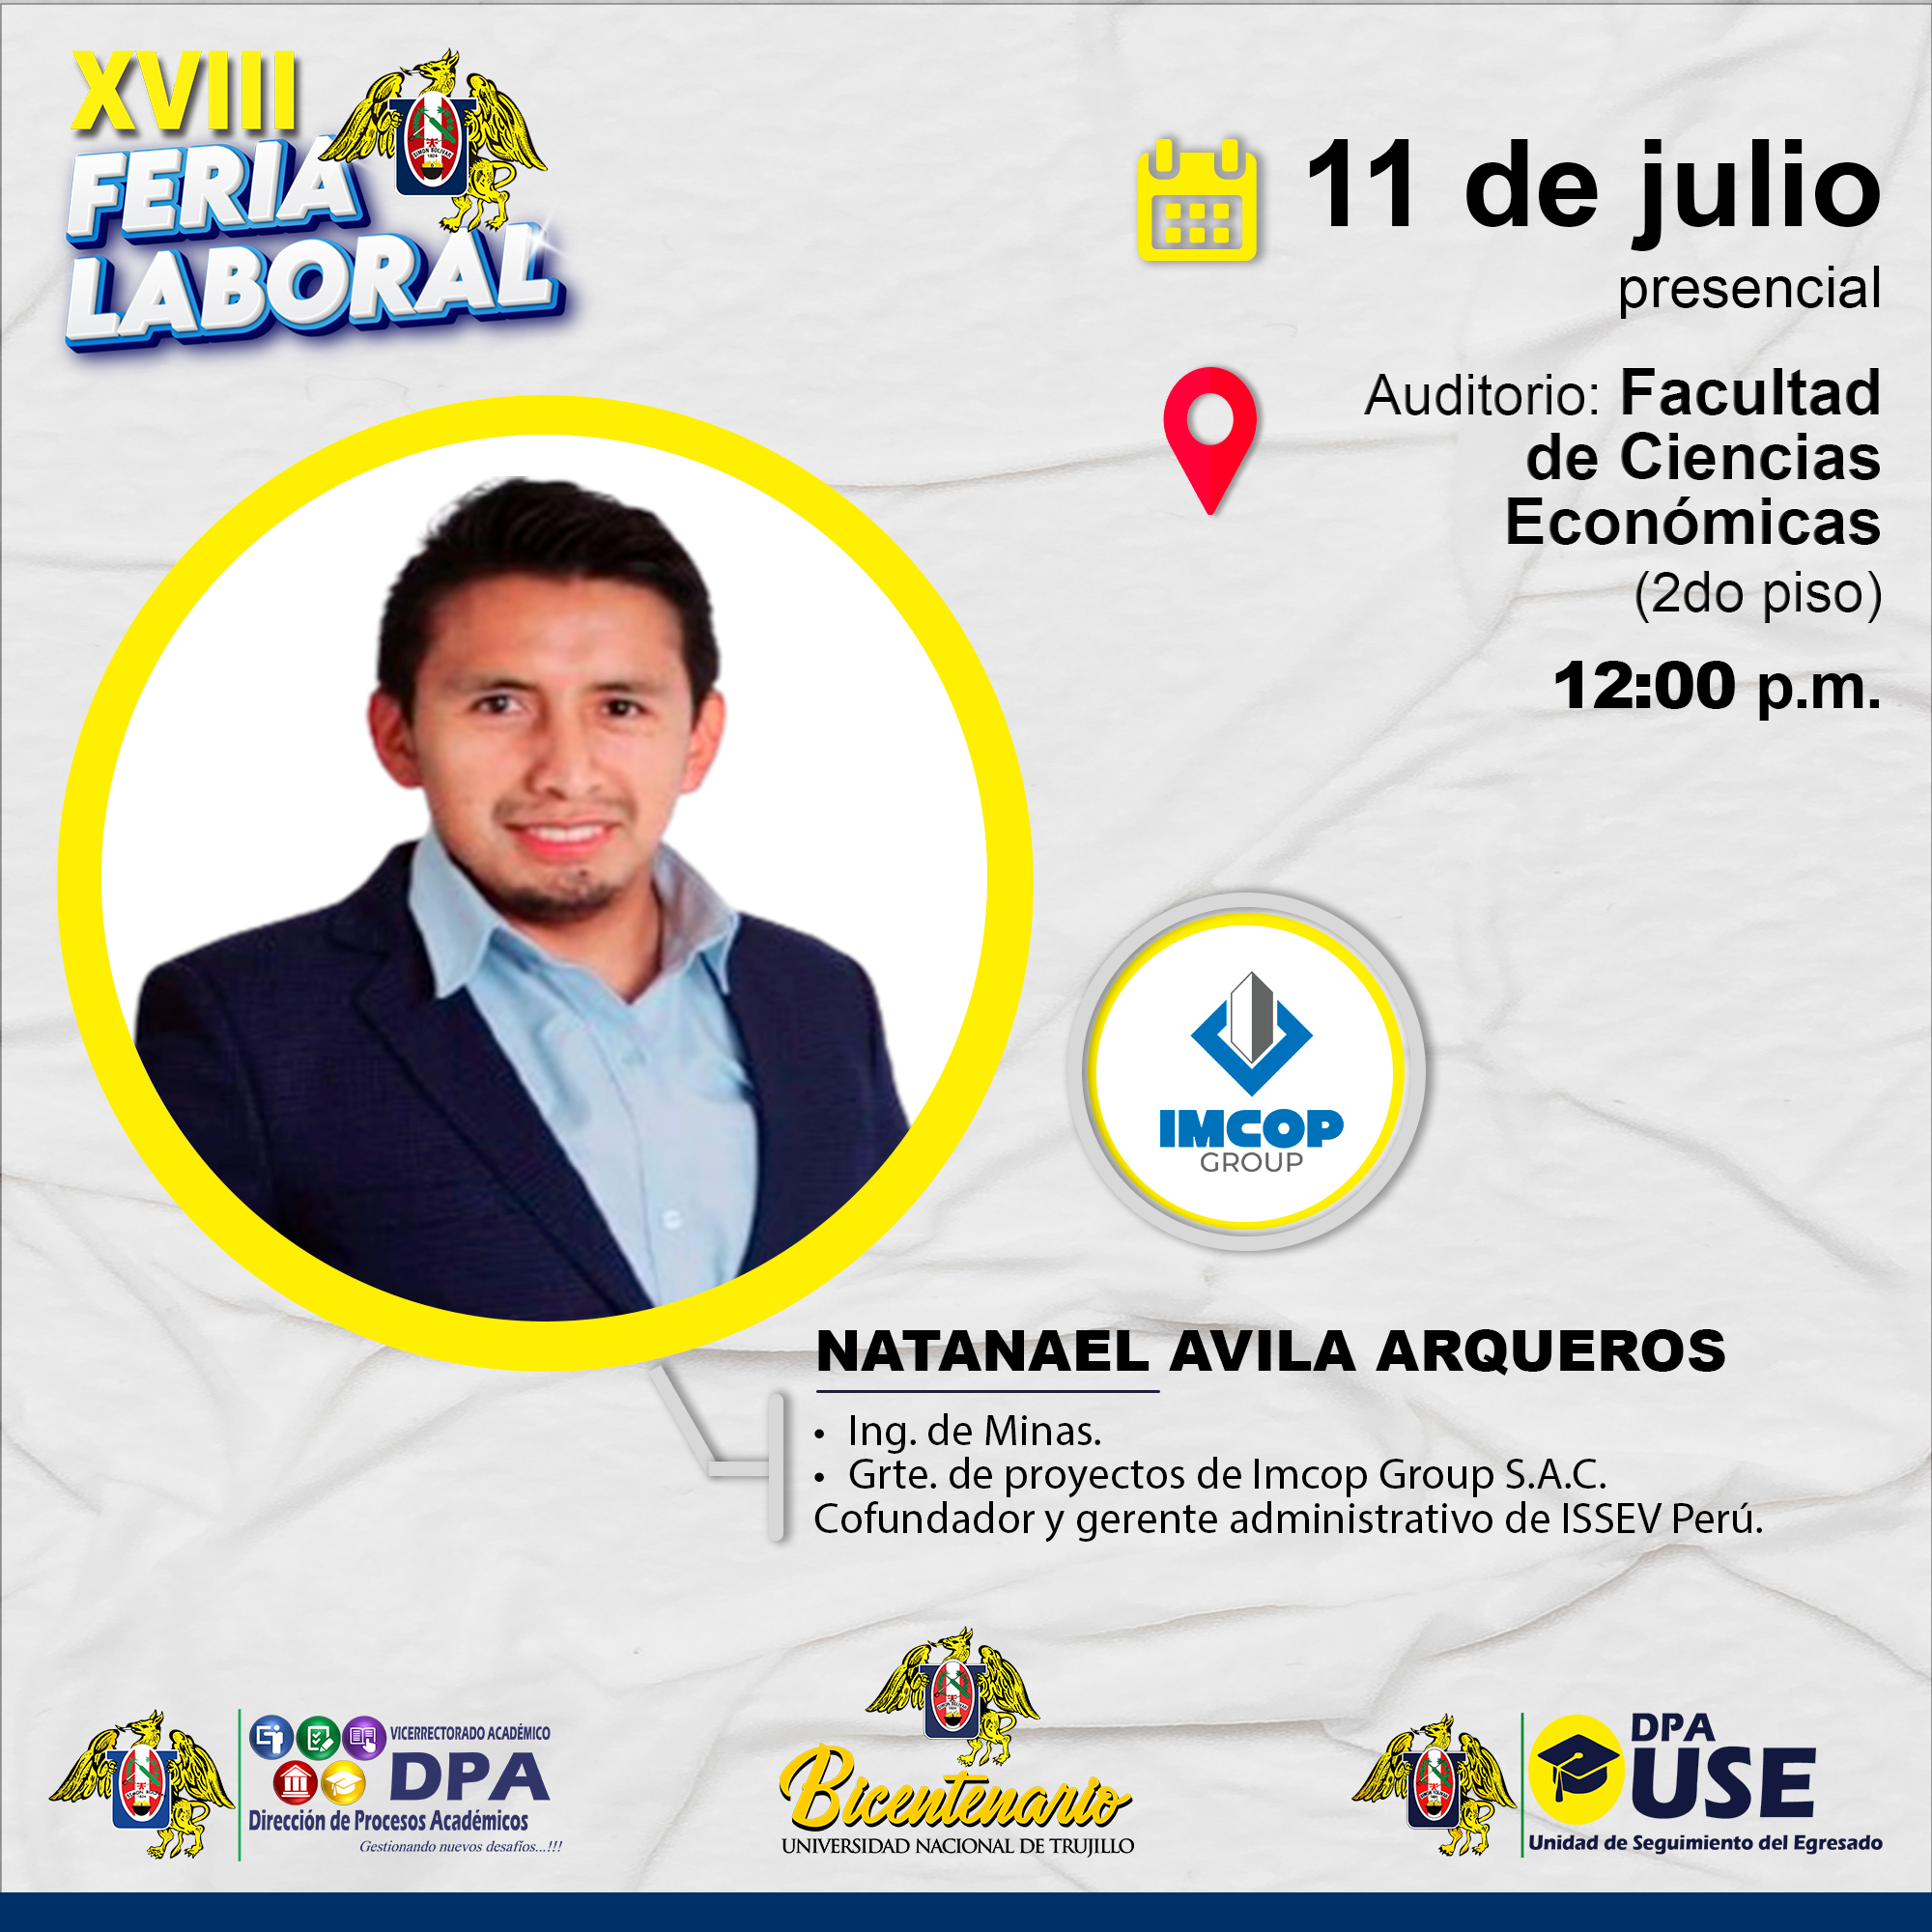 XVIII
FERIA
LABORAL
SIMON BOLIVAR
1824
11 de julio
presencial
Auditorio: Facultad
de Ciencias
Económicas
(2do piso)
12:00 p.m.
IMCOP
GROUP
NATANAEL AVILA ARQUEROS
• Ing. de Minas.
• Grte. de proyectos de Imcop Group S.A.C.
Cofundador y gerente administrativo de ISSEV Perú.
VICERRECTORADO ACADÉMICO
DPA
Dirección de Procesos Académicos
Gestionando nuevos desafíos...!!!
Bicentenario
UNIVERSIDAD NACIONAL DE TRUJILLO
DPA
USE
Unidad de Seguimiento del Egresado